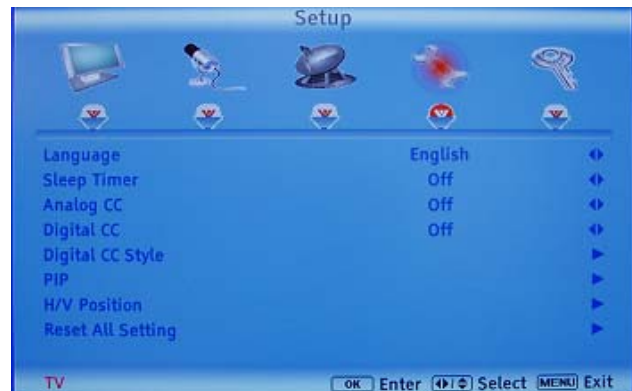 Setup
Language English
Sleep Timer Off
Analog CC Off
Digital CC Off
Digital CC Style
PIP
H/V Position
Reset All Setting
TV OK Enter Select MENU Exit